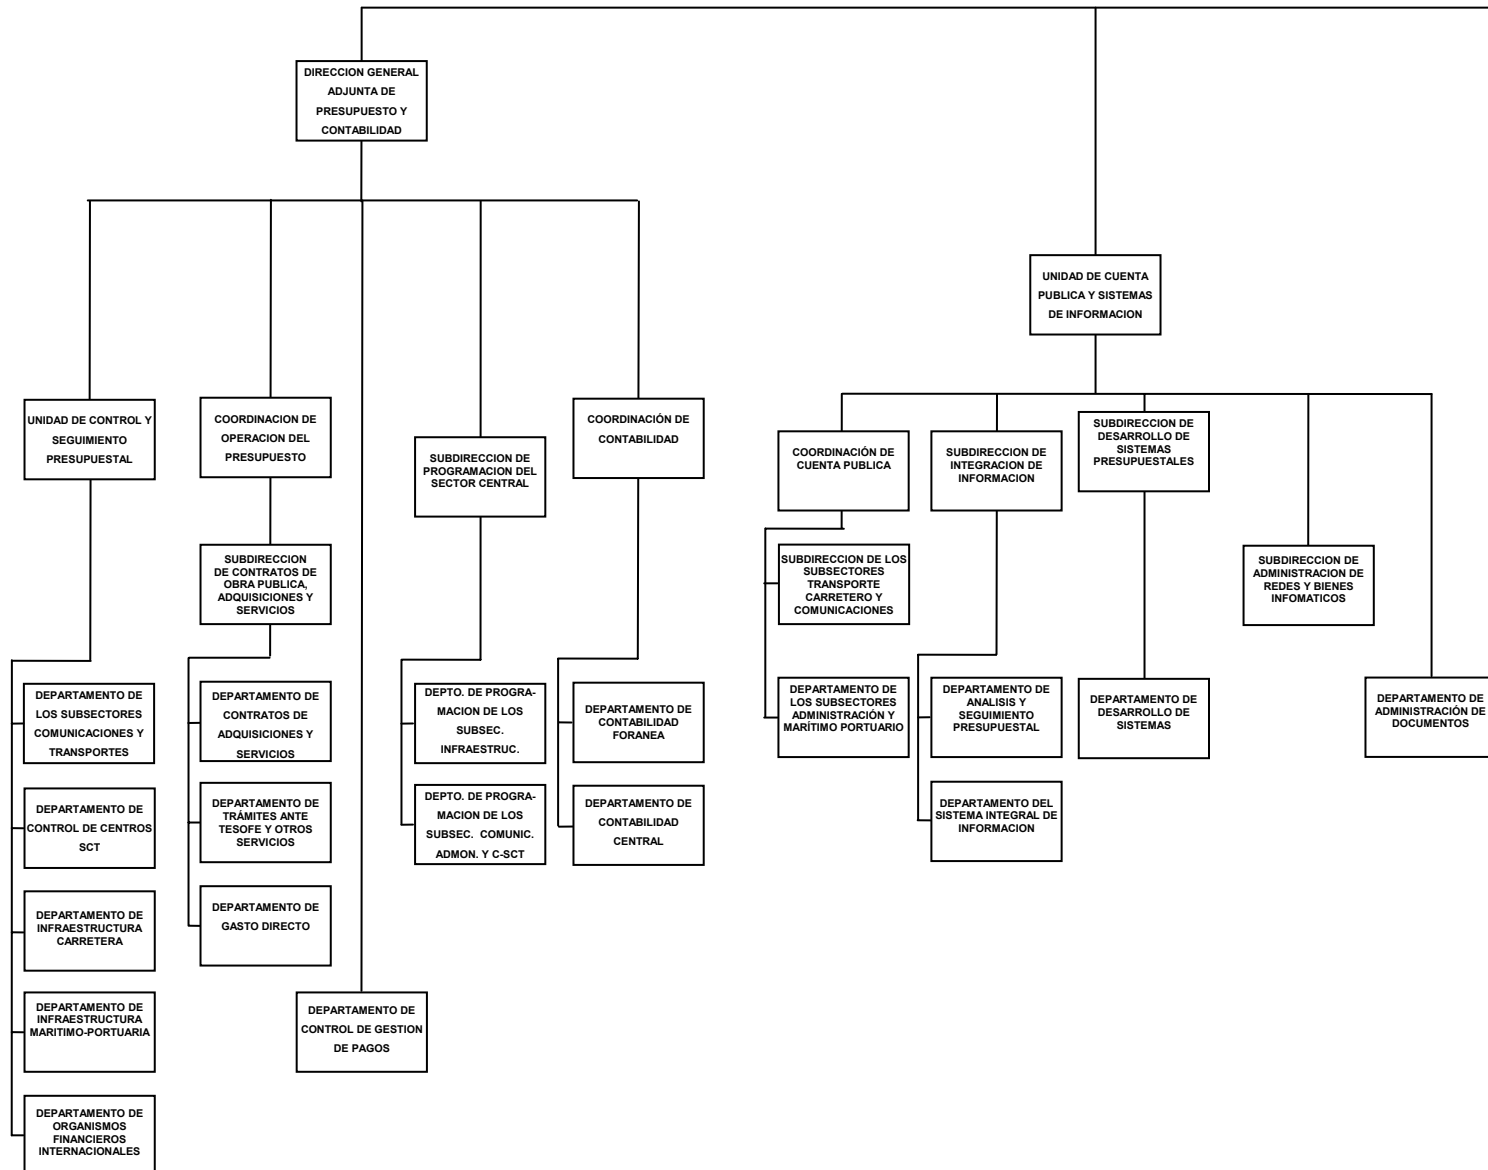 DIRECCION GENERAL
ADJUNTA DE
PRESUPUESTO Y
CONTABILIDAD
UNIDAD DE CUENTA
PUBLICA Y SISTEMAS
DE INFORMACION
UNIDAD DE CONTROL Y
SEGUIMIENTO
PRESUPUESTAL
COORDINACION DE
OPERACION DEL
PRESUPUESTO
SUBDIRECCION DE
PROGRAMACION DEL
SECTOR CENTRAL
COORDINACIÓN DE
CONTABILIDAD
COORDINACIÓN DE
CUENTA PUBLICA
SUBDIRECCION DE
INTEGRACION DE
INFORMACION
SUBDIRECCION DE
DESARROLLO DE
SISTEMAS
PRESUPUESTALES
SUBDIRECCION
DE CONTRATOS DE
OBRA PUBLICA,
ADQUISICIONES Y
SERVICIOS
SUBDIRECCION DE LOS
SUBSECTORES
TRANSPORTE
CARRETERO Y
COMUNICACIONES
SUBDIRECCION DE
ADMINISTRACION DE
REDES Y BIENES
INFOMATICOS
DEPARTAMENTO DE
LOS SUBSECTORES
COMUNICACIONES Y
TRANSPORTES
DEPARTAMENTO DE
CONTRATOS DE
ADQUISICIONES Y
SERVICIOS
DEPTO. DE PROGRA-
MACION DE LOS
SUBSEC.
INFRAESTRUC.
DEPARTAMENTO DE
CONTABILIDAD
FORANEA
DEPARTAMENTO DE
LOS SUBSECTORES
ADMINISTRACIÓN Y
MARÍTIMO PORTUARIO
DEPARTAMENTO DE
ANALISIS Y
SEGUIMIENTO
PRESUPUESTAL
DEPARTAMENTO DE
DESARROLLO DE
SISTEMAS
DEPARTAMENTO DE
ADMINISTRACIÓN DE
DOCUMENTOS
DEPARTAMENTO DE
CONTROL DE CENTROS
SCT
DEPARTAMENTO DE
TRÁMITES ANTE
TESOFE Y OTROS
SERVICIOS
DEPTO. DE PROGRA-
MACION DE LOS
SUBSEC. COMUNIC.
ADMON. Y C-SCT
DEPARTAMENTO DE
CONTABILIDAD
CENTRAL
DEPARTAMENTO DEL
SISTEMA INTEGRAL DE
INFORMACION
DEPARTAMENTO DE
INFRAESTRUCTURA
CARRETERA
DEPARTAMENTO DE
GASTO DIRECTO
DEPARTAMENTO DE
INFRAESTRUCTURA
MARITIMO-PORTUARIA
DEPARTAMENTO DE
CONTROL DE GESTION
DE PAGOS
DEPARTAMENTO DE
ORGANISMOS
FINANCIEROS
INTERNACIONALES